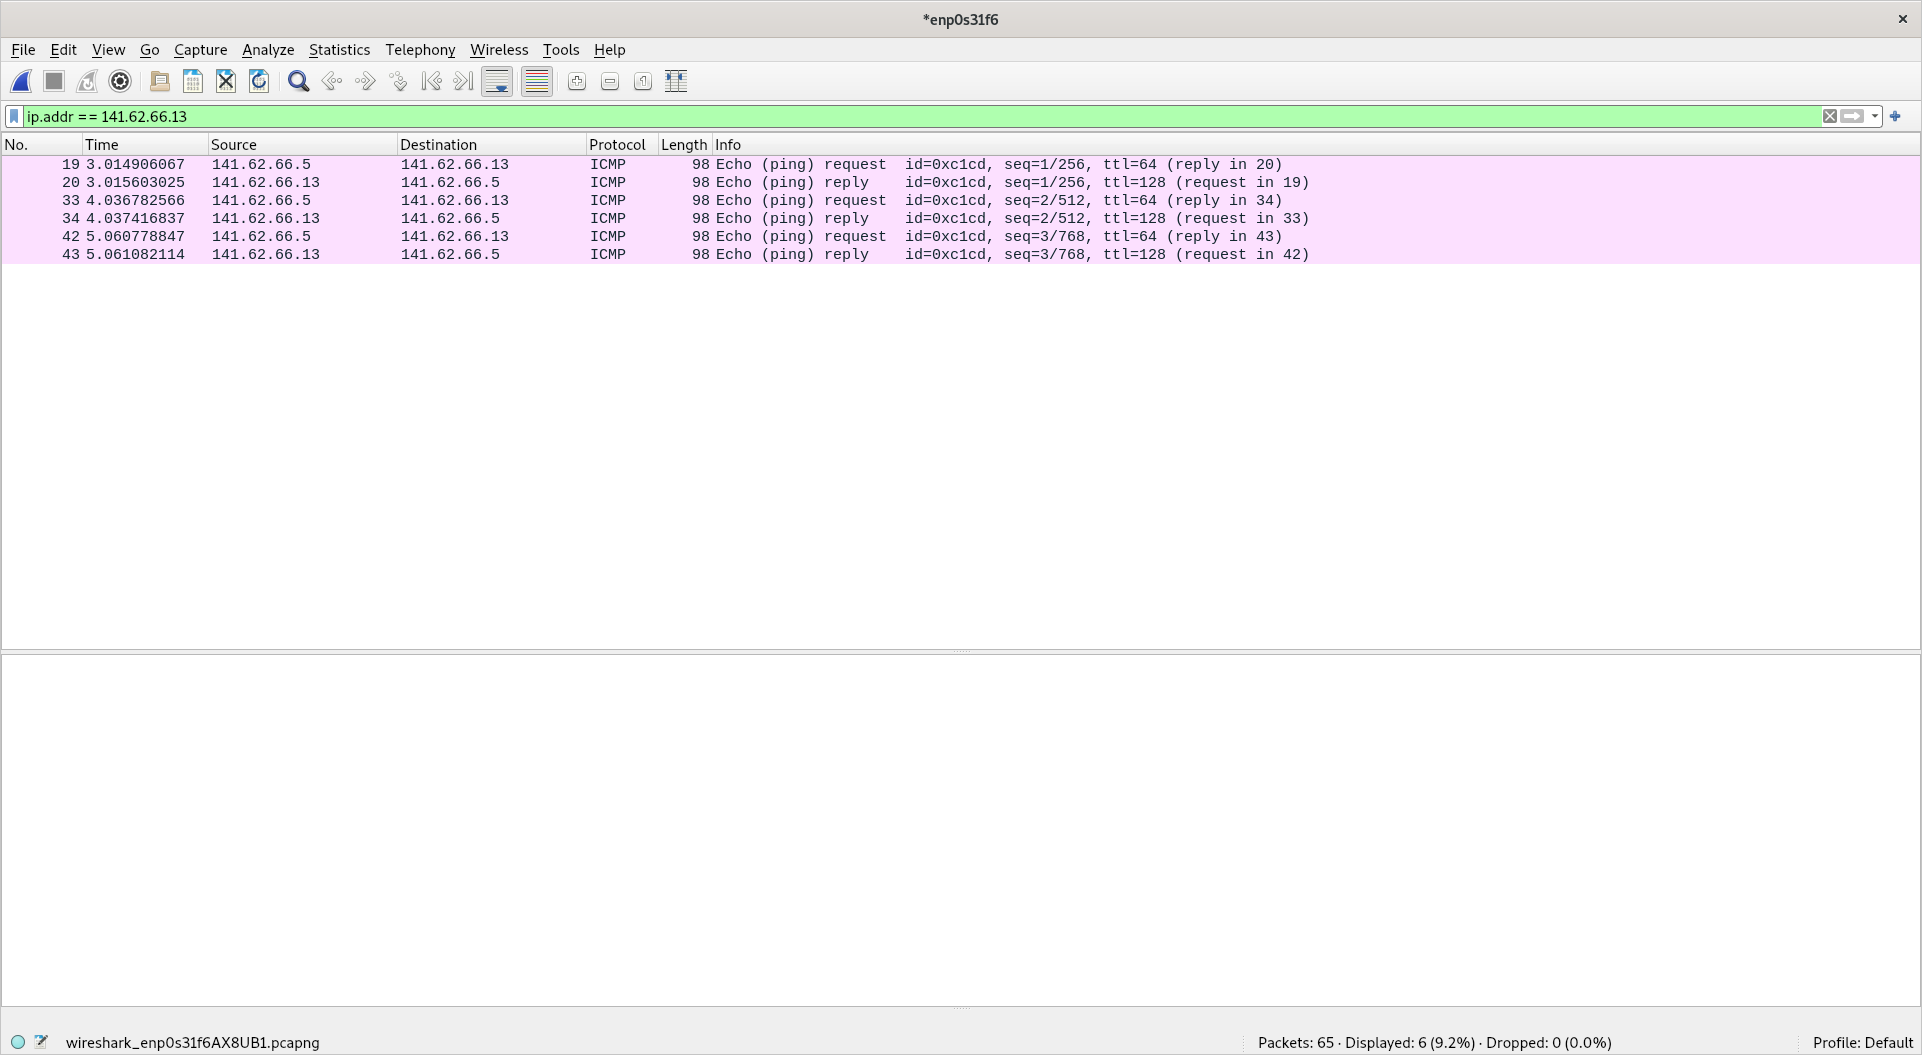 *enp0s31f6
File Edit View Go Capture Analyze Statistics Telephony Wireless Tools Help
ip.addr == 141.62.66.13
No. Time Source Destination Protocol Length Info
19 3.014906067 141.62.66.5 141.62.66.13 ICMP 98 Echo (ping) request id=0xc1cd, seq=1/256, ttl=64 (reply in 20)
20 3.015603025 141.62.66.13 141.62.66.5 ICMP 98 Echo (ping) reply id=0xc1cd, seq=1/256, ttl=128 (request in 19)
33 4.036782566 141.62.66.5 141.62.66.13 ICMP 98 Echo (ping) request id=0xc1cd, seq=2/512, ttl=64 (reply in 34)
34 4.037416837 141.62.66.13 141.62.66.5 ICMP 98 Echo (ping) reply id=0xc1cd, seq=2/512, ttl=128 (request in 33)
42 5.060778847 141.62.66.5 141.62.66.13 ICMP 98 Echo (ping) request id=0xc1cd, seq=3/768, ttl=64 (reply in 43)
43 5.061082114 141.62.66.13 141.62.66.5 ICMP 98 Echo (ping) reply id=0xc1cd, seq=3/768, ttl=128 (request in 42)
wireshark_enp0s31f6AX8UB1.pcapng Packets: 65 · Displayed: 6 (9.2%) · Dropped: 0 (0.0%) Profile: Default